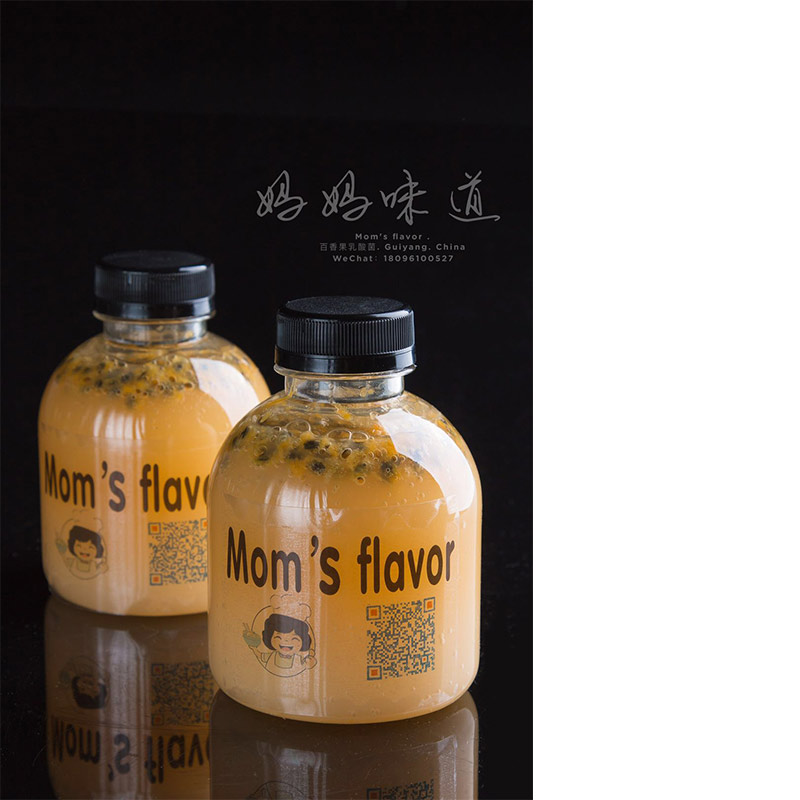 妈妈味道
Mom's flavor .
百香果乳酸菌. Guiyang. China
WeChat: 18096100527
Mom's flavo
Mom's flavor